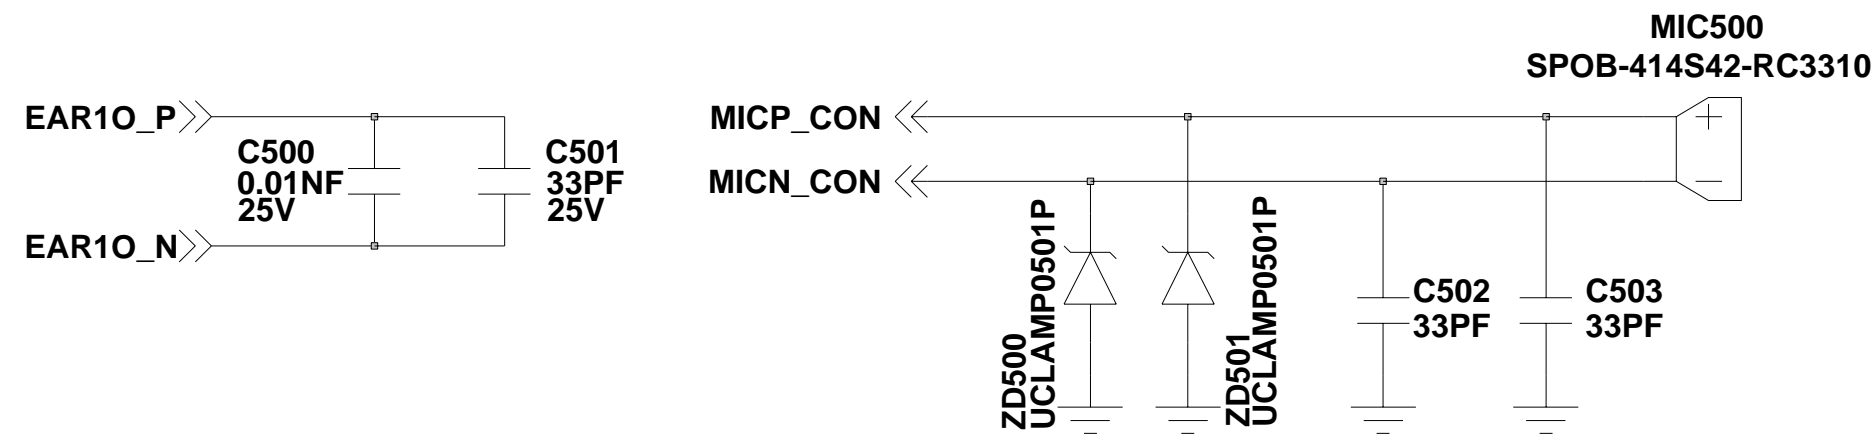 MIC500
SPOB-414S42-RC3310
EAR1O_P
C500
0.01NF
25V
C501
33PF
25V
EAR1O_N
MICP_CON
MICN_CON
+
−
ZD500
UCLAMP0501P
ZD501
UCLAMP0501P
C502
33PF
C503
33PF